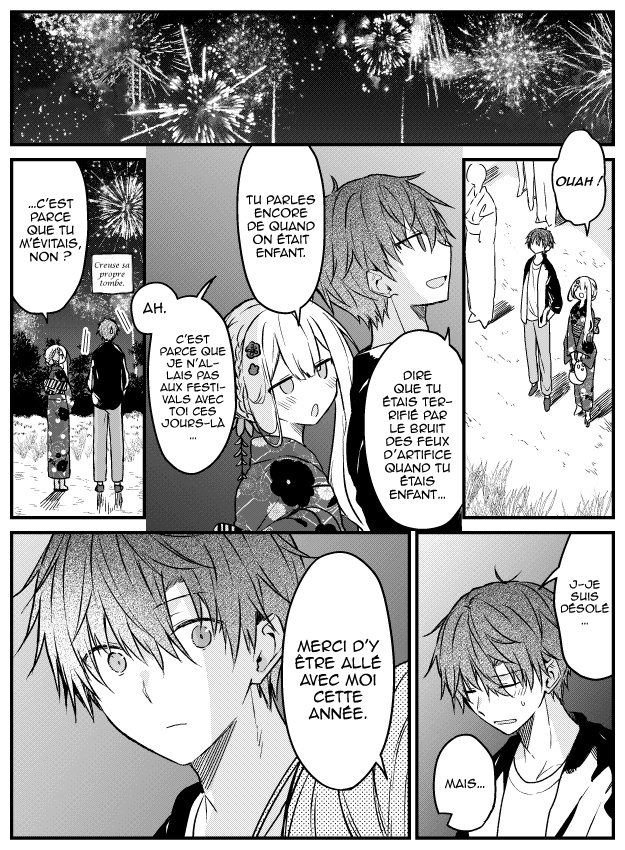 OUAH !
TU PARLES
ENCORE
DE QUAND
ON ÉTAIT
ENFANT.
DIRE
QUE TU
ÉTAIS TER-
RIFIÉ PAR
LE BRUIT
DES FEUX
D'ARTIFICE
QUAND TU
ÉTAIS
ENFANT...
AH.
C'EST
PARCE QUE
JE N'AL-
LAIS PAS
AUX FESTI-
VALS AVEC
TOI CES
JOURS-LÀ
...
...C'EST
PARCE
QUE TU
M'ÉVITAIS,
NON ?
Creuse sa
propre
tombe.
J-JE
SUIS
DÉSOLÉ
...
MAIS...
MERCI D'Y
ÊTRE ALLÉ
AVEC MOI
CETTE
ANNÉE.